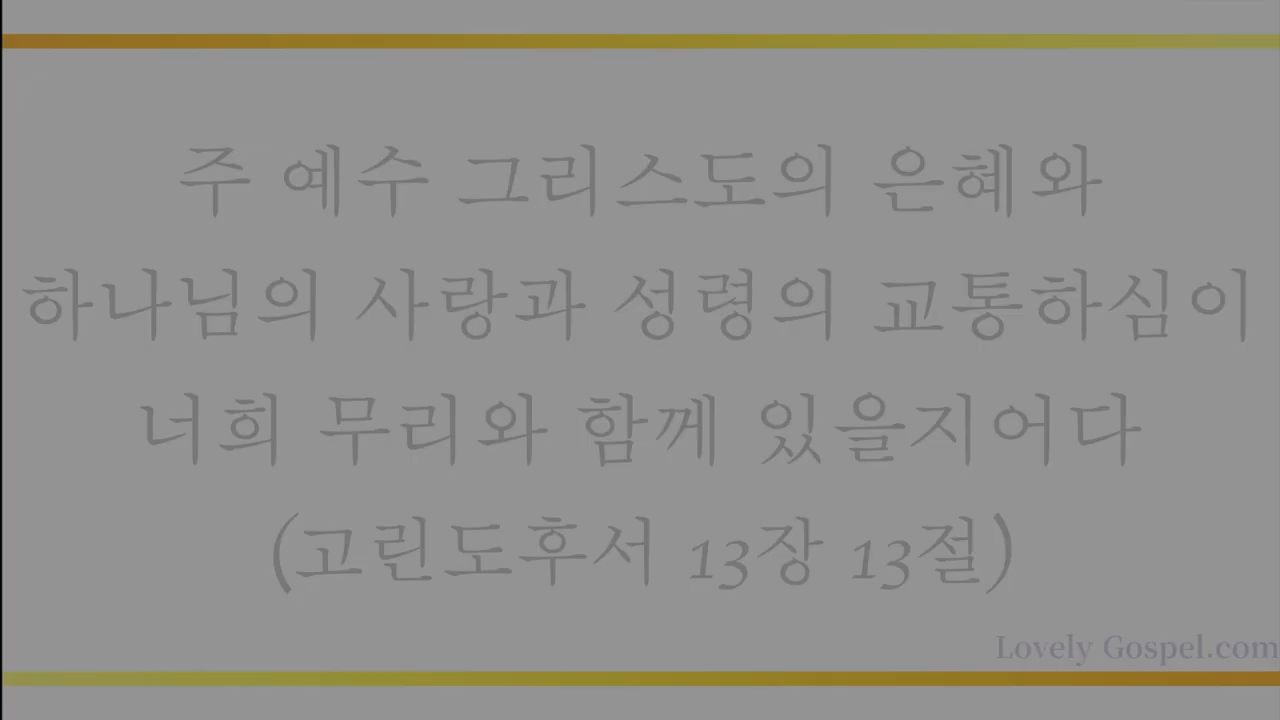 주 예수 그리스도의 은혜와
하나님의 사랑과 성령의 교통하심이
너희 무리와 함께 있을지어다
(고린도후서 13장 13절)
Lovely Gospel.com